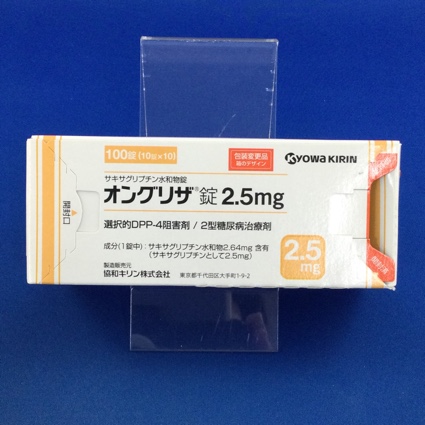 100錠(10錠×10)
包装変更品
箱のデザイン
KYOWA KIRIN
サキサグリプチン水和物錠
オングリザ®錠2.5mg
選択的DPP-4阻害剤 / 2型糖尿病治療剤
成分(1錠中):サキサグリプチン水和物2.64mg 含有
(サキサグリプチンとして2.5mg)
2.5
mg
製造販売元
協和キリン株式会社 東京都千代田区大手町1-9-2
開封口
開封済